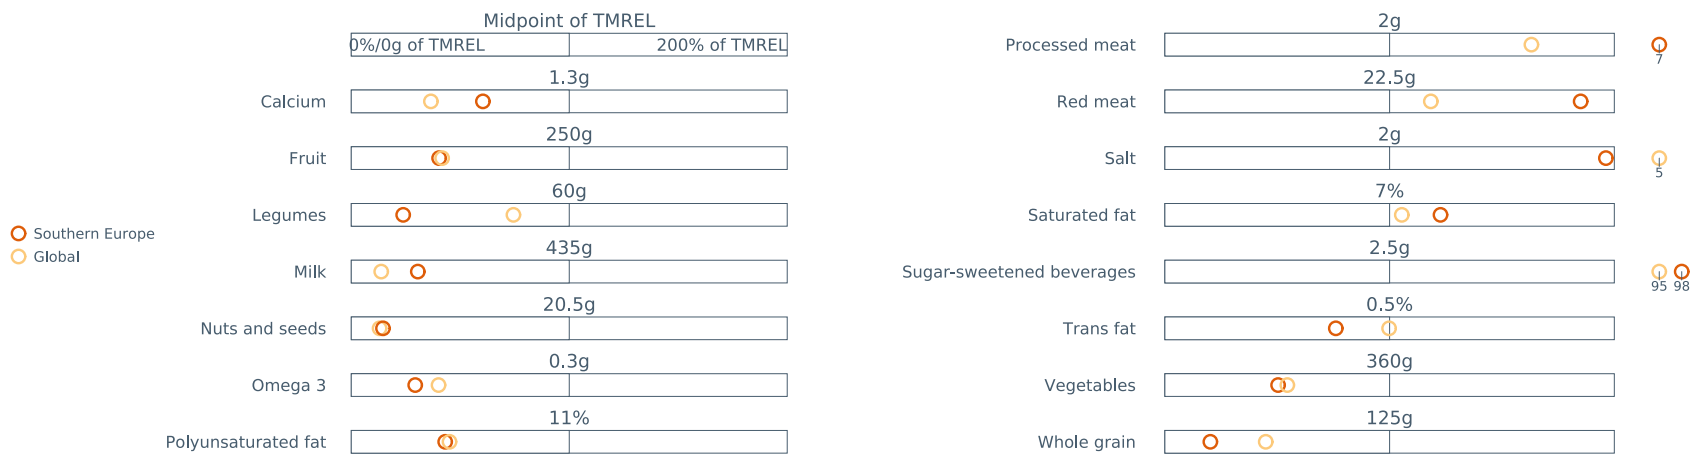 Midpoint of TMREL
0%/0g of TMREL 200% of TMREL
1.3g
Calcium
250g
Fruit
60g
Legumes
Southern Europe
Global
435g
Milk
20.5g
Nuts and seeds
0.3g
Omega 3
11%
Polyunsaturated fat
2g
Processed meat
7
22.5g
Red meat
2g
Salt
5
7%
Saturated fat
2.5g
Sugar-sweetened beverages
95 98
0.5%
Trans fat
360g
Vegetables
125g
Whole grain